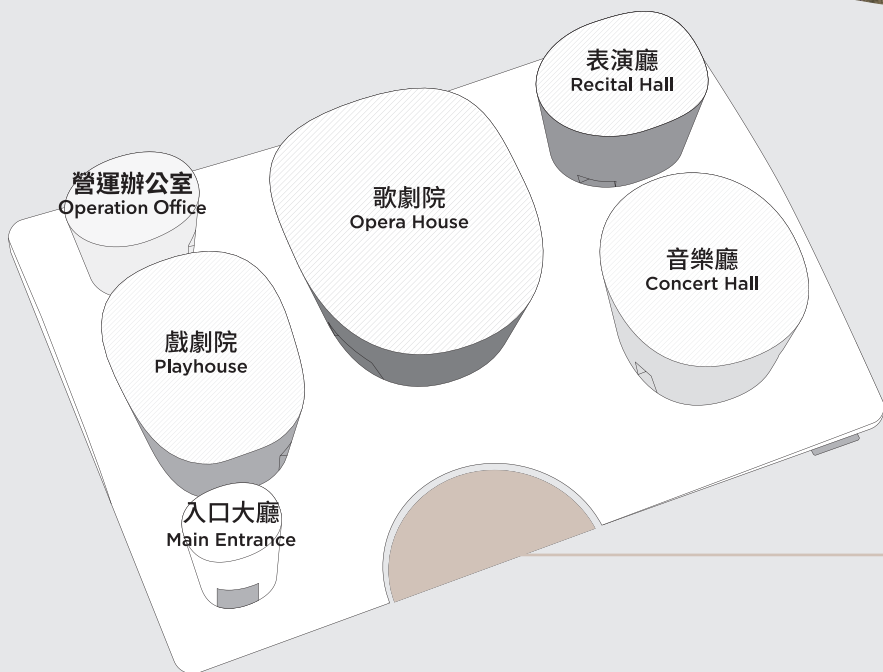 表演廳
Recital Hall
營運辦公室
Operation Office
歌劇院
Opera House
音樂廳
Concert Hall
戲劇院
Playhouse
入口大廳
Main Entrance